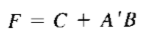 F = C + A'B